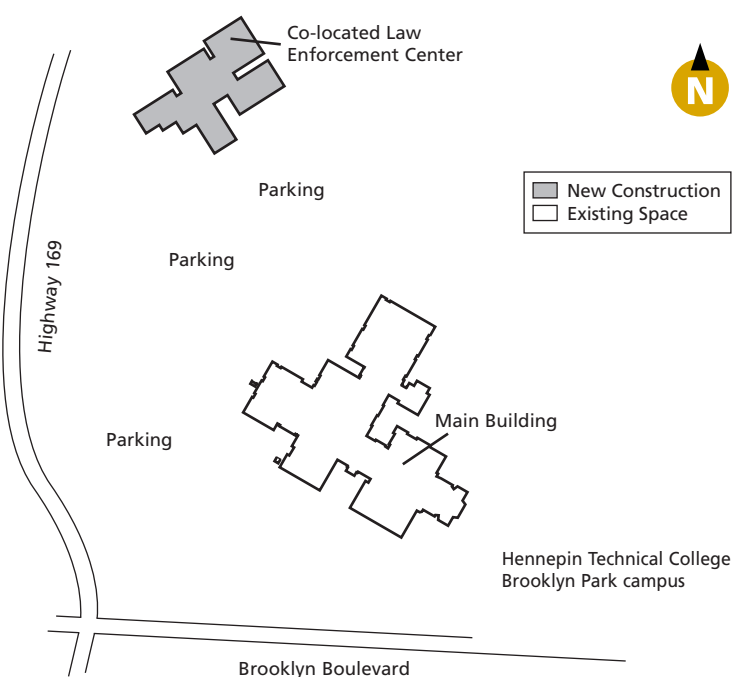 Co-located Law
Enforcement Center
N
Parking
New Construction
Existing Space
Parking
Highway 169
Parking
Main Building
Hennepin Technical College
Brooklyn Park campus
Brooklyn Boulevard